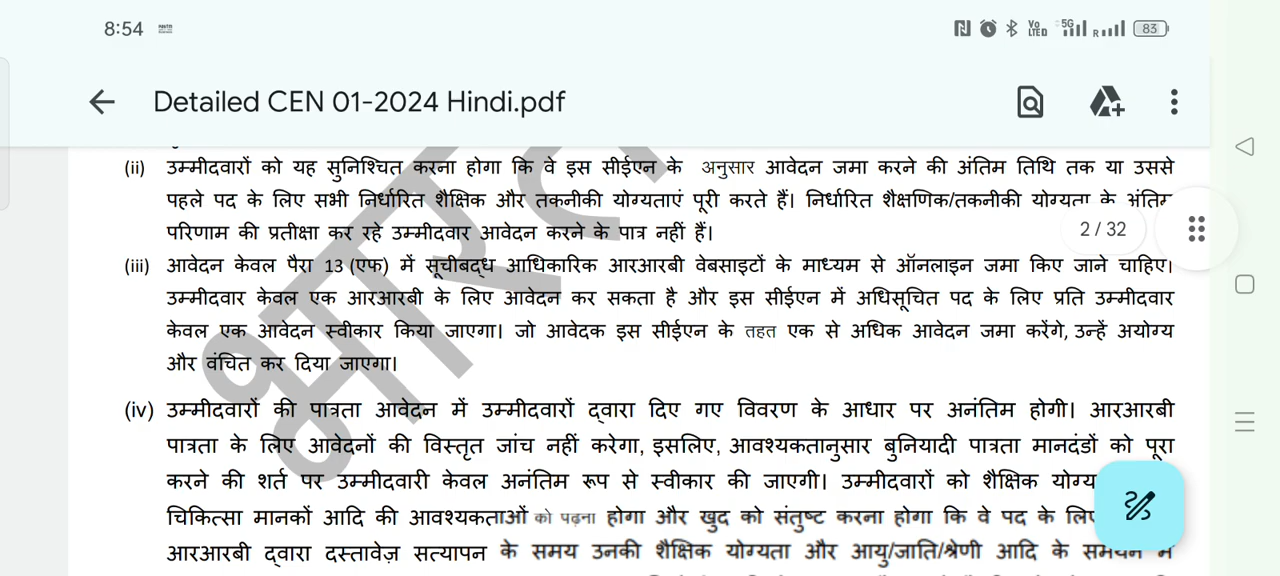 8:54
Vo LTED 5G R 83
Detailed CEN 01-2024 Hindi.pdf
(ii) उम्मीदवारों को यह सुनिश्चित करना होगा कि वे इस सीईएन के अनुसार आवेदन जमा करने की अंतिम तिथि तक या उससे
पहले पद के लिए सभी निर्धारित शैक्षिक और तकनीकी योग्यताएं पूरी करते हैं। निर्धारित शैक्षणिक/तकनीकी योग्यता के अंतिम
2 / 32
परिणाम की प्रतीक्षा कर रहे उम्मीदवार आवेदन करने के पात्र नहीं हैं।
(iii) आवेदन केवल पैरा 13 (एफ) में सूचीबद्ध आधिकारिक आरआरबी वेबसाइटों के माध्यम से ऑनलाइन जमा किए जाने चाहिए।
उम्मीदवार केवल एक आरआरबी के लिए आवेदन कर सकता है और इस सीईएन में अधिसूचित पद के लिए प्रति उम्मीदवार
केवल एक आवेदन स्वीकार किया जाएगा। जो आवेदक इस सीईएन के तहत एक से अधिक आवेदन जमा करेंगे, उन्हें अयोग्य
और वंचित कर दिया जाएगा।
(iv) उम्मीदवारों की पात्रता आवेदन में उम्मीदवारों द्वारा दिए गए विवरण के आधार पर अनंतिम होगी। आरआरबी
पात्रता के लिए आवेदनों की विस्तृत जांच नहीं करेगा, इसलिए, आवश्यकतानुसार बुनियादी पात्रता मानदंडों को पूरा
करने की शर्त पर उम्मीदवारी केवल अनंतिम रूप से स्वीकार की जाएगी। उम्मीदवारों को शैक्षिक
चिकित्सा मानकों आदि की आवश्यकताओं को पढ़ना होगा और खुद को संतुष्ट करना होगा कि वे पद के
आरआरबी द्वारा दस्तावेज़ सत्यापन के समय उनकी शैक्षिक योग्यता और आयु/जाति/श्रेणी आदि के समर्थन में